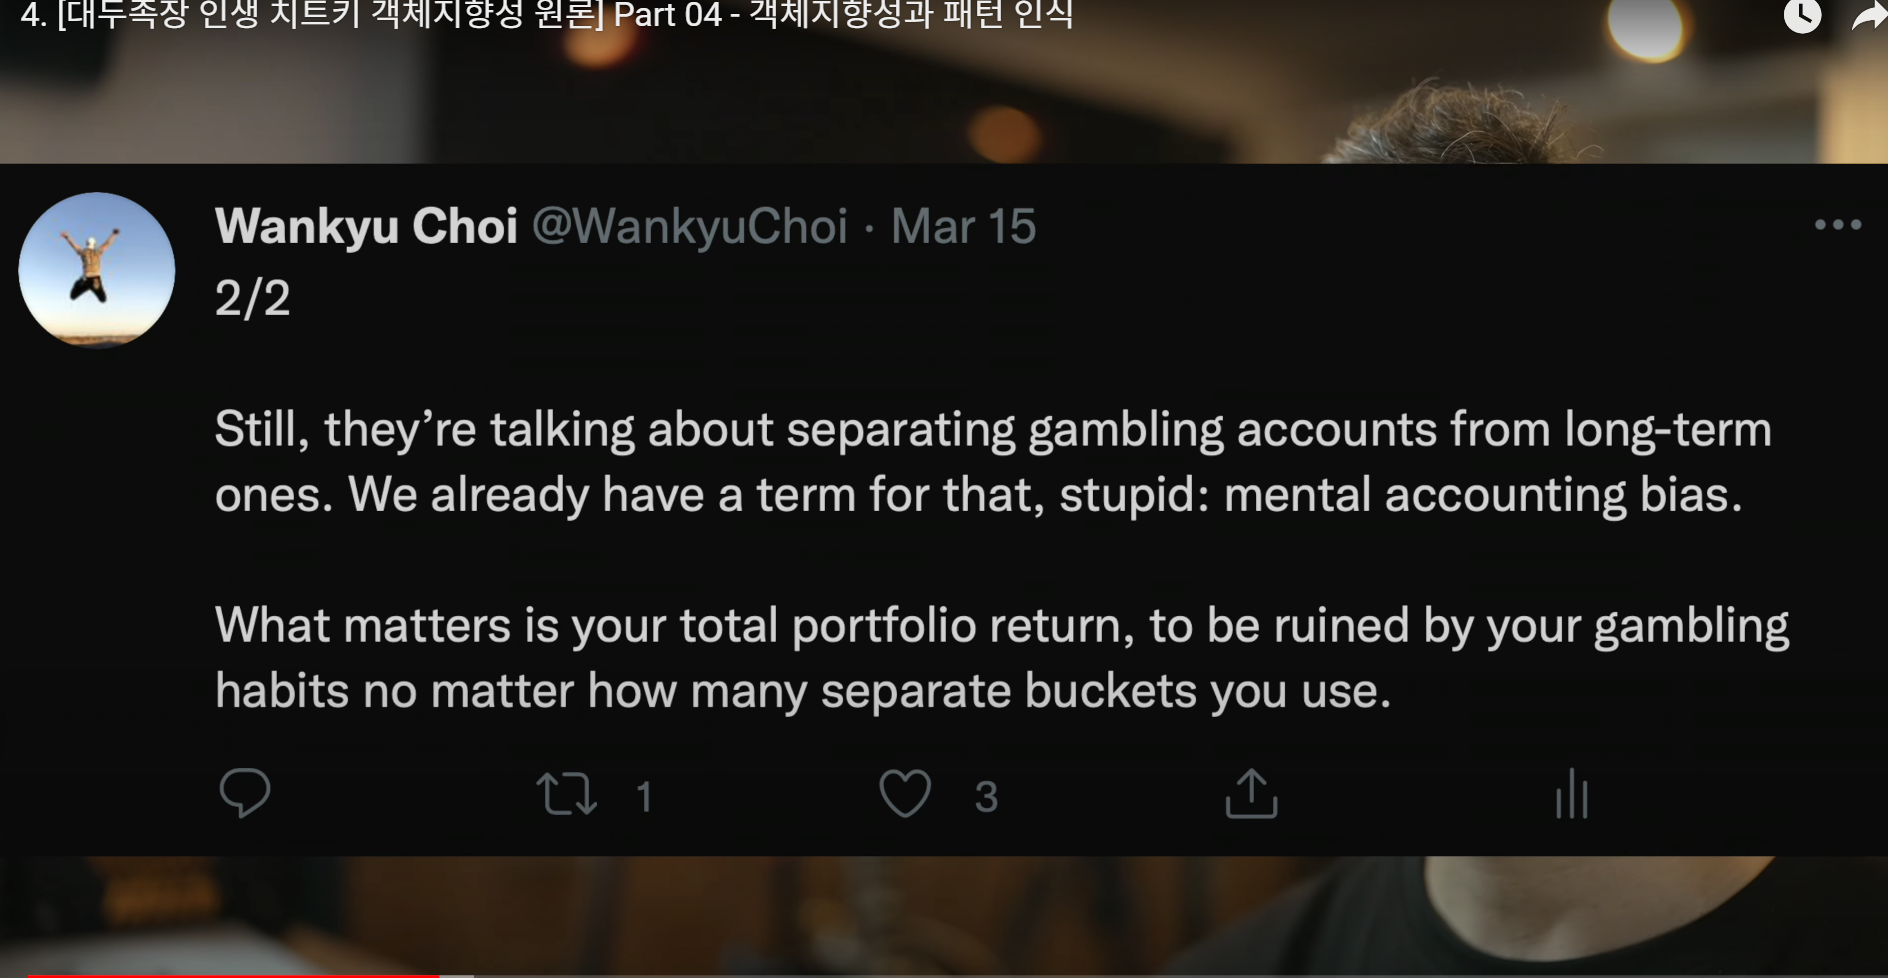 4. [대두족장 인생 치트키 객체지향성 원론] Part 04 - 객체지향성과 패턴 인식
Wankyu Choi @WankyuChoi · Mar 15
2/2
Still, they’re talking about separating gambling accounts from long-term
ones. We already have a term for that, stupid: mental accounting bias.
What matters is your total portfolio return, to be ruined by your gambling
habits no matter how many separate buckets you use.
1
3